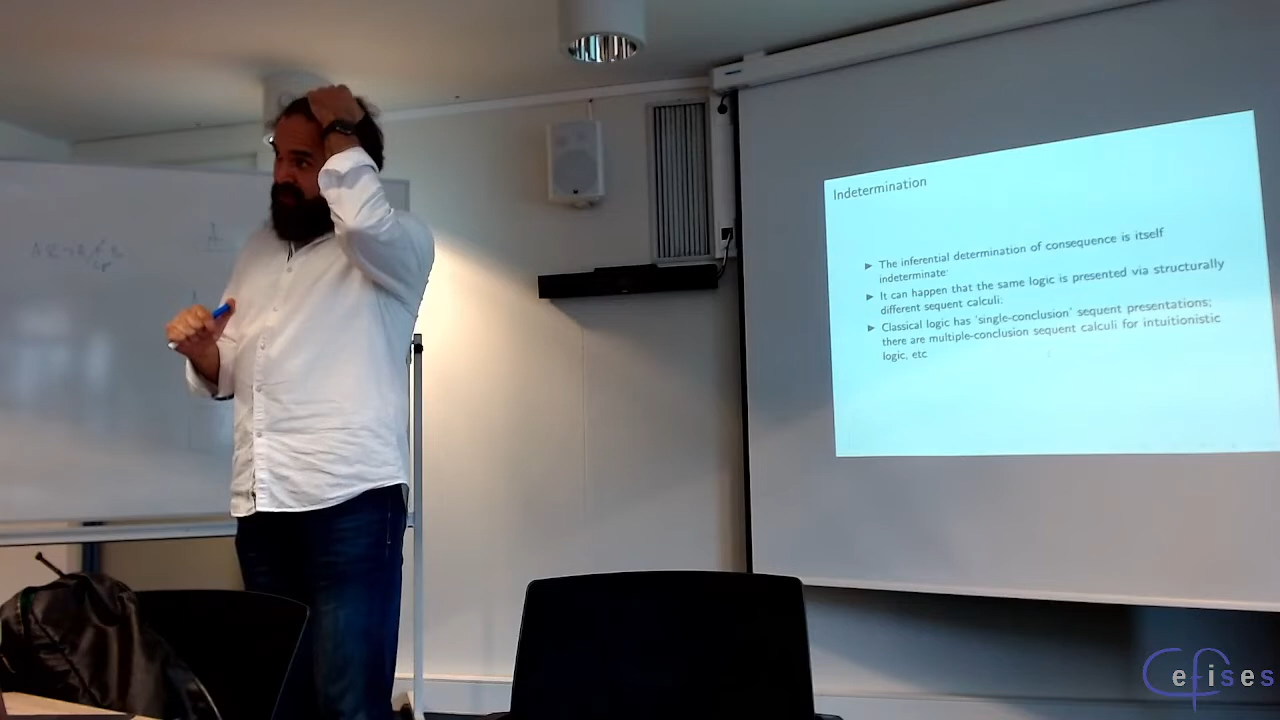 Indetermination
▶ The inferential determination of consequence is itself
indeterminate:
▶ It can happen that the same logic is presented via structurally
different sequent calculi;
▶ Classical logic has 'single-conclusion' sequent presentations;
there are multiple-conclusion sequent calculi for intuitionistic
logic, etc
Cefises